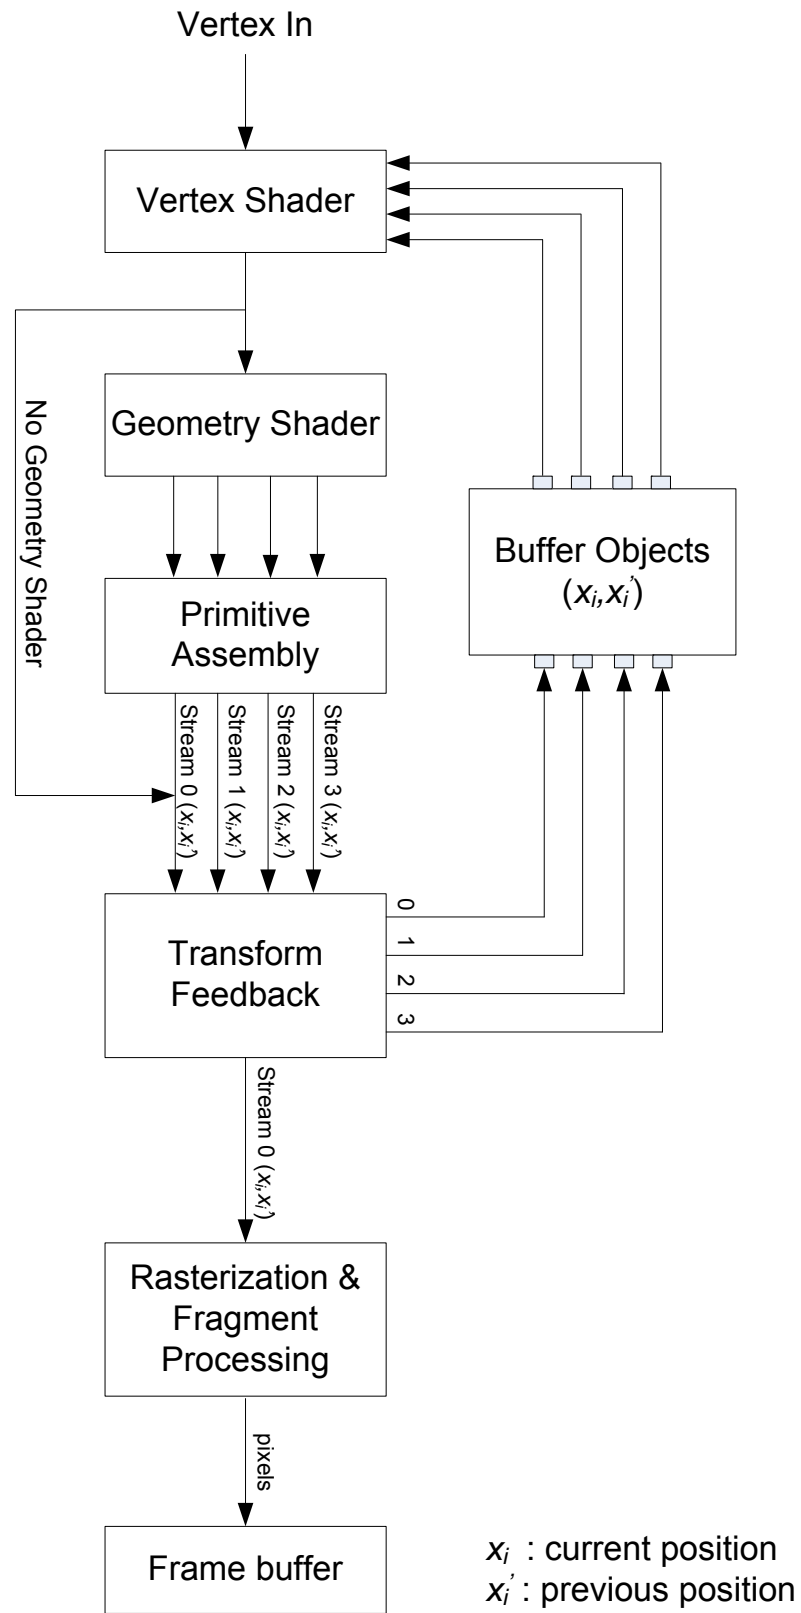 Vertex In
Vertex Shader
No Geometry Shader
Geometry Shader
Primitive
Assembly
Buffer Objects
(xᵢ,xᵢ’)
Stream 0 (xᵢ,xᵢ’)
Stream 1 (xᵢ,xᵢ’)
Stream 2 (xᵢ,xᵢ’)
Stream 3 (xᵢ,xᵢ’)
Transform
Feedback
0
1
2
3
Stream 0 (xᵢ,xᵢ’)
Rasterization &
Fragment
Processing
pixels
Frame buffer
xᵢ : current position
xᵢ’ : previous position